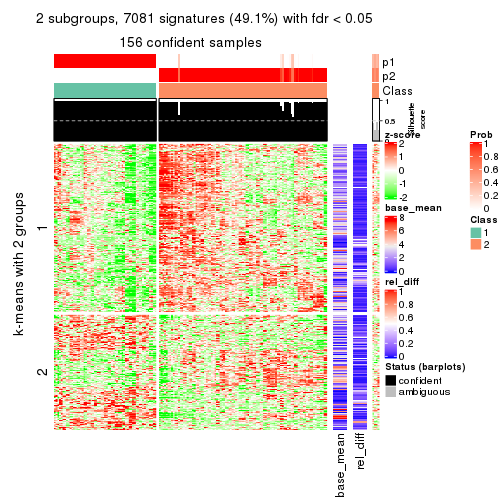 2 subgroups, 7081 signatures (49.1%) with fdr < 0.05
156 confident samples
p1
p2
Class
1
0.5
0
Silhouette
score
k-means with 2 groups
1
2
z-score
2
1
0
-1
-2
base_mean
8
6
4
2
0
rel_diff
1
0.8
0.6
0.4
0.2
0
Status (barplots)
confident
ambiguous
Prob
1
0.8
0.6
0.4
0.2
0
Class
1
2
base_mean
rel_diff